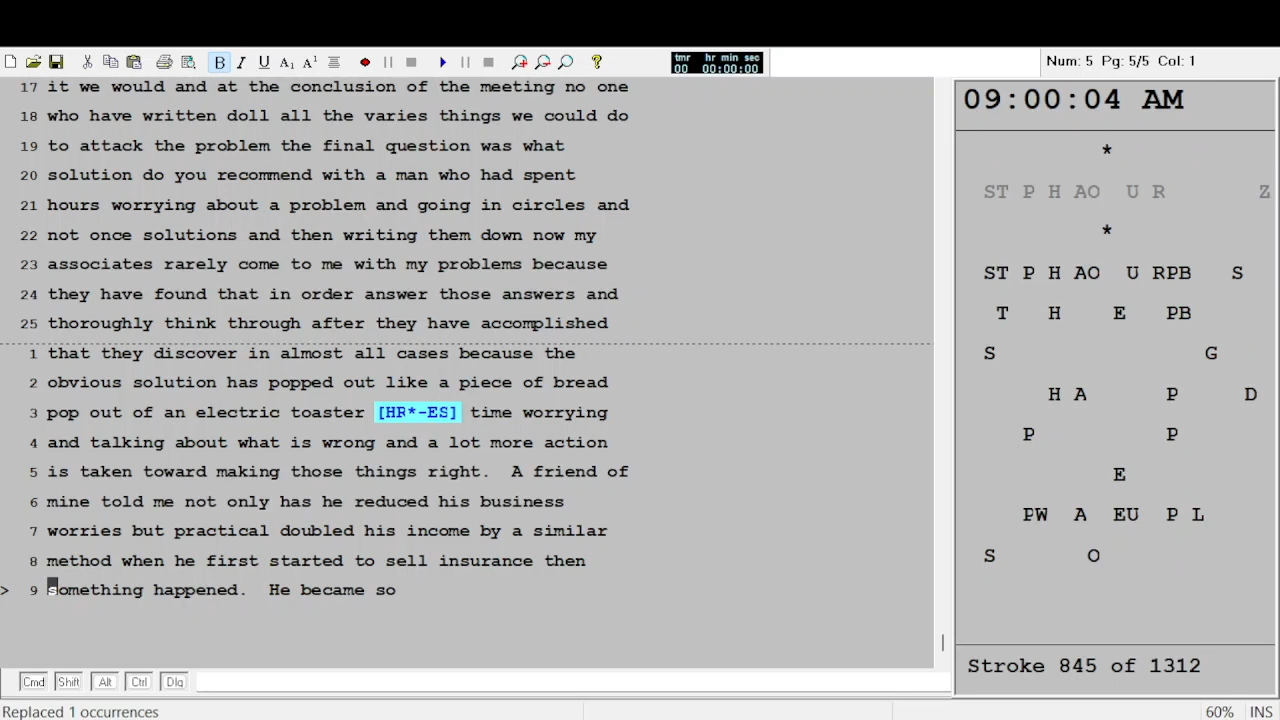 B I U A1 A1
tmr hr min sec
00 00:00:00
Num: 5 Pg: 5/5 Col: 1
17 it we would and at the conclusion of the meeting no one
18 who have written doll all the varies things we could do
19 to attack the problem the final question was what
20 solution do you recommend with a man who had spent
21 hours worrying about a problem and going in circles and
22 not once solutions and then writing them down now my
23 associates rarely come to me with my problems because
24 they have found that in order answer those answers and
25 thoroughly think through after they have accomplished
1 that they discover in almost all cases because the
2 obvious solution has popped out like a piece of bread
3 pop out of an electric toaster [HR*-ES] time worrying
4 and talking about what is wrong and a lot more action
5 is taken toward making those things right. A friend of
6 mine told me not only has he reduced his business
7 worries but practical doubled his income by a similar
8 method when he first started to sell insurance then
> 9 something happened. He became so
09:00:04 AM
*
ST P H AO U R Z
*
ST P H AO U RPB S
T H E PB
S G
H A P D
P P
E
PW A EU P L
S O
Stroke 845 of 1312
Cmd Shift Alt Ctrl Dlg
Replaced 1 occurrences
60% INS